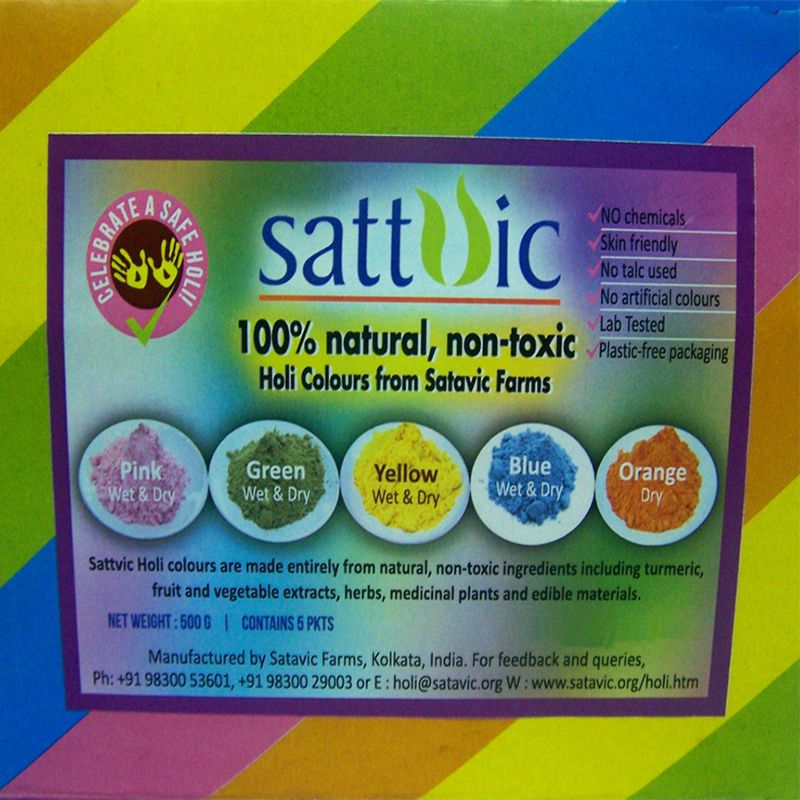 CELEBRATE A SAFE HOLI!
sattvic
NO chemicals
Skin friendly
No talc used
No artificial colours
Lab Tested
Plastic-free packaging
100% natural, non-toxic
Holi Colours from Satavic Farms
Pink
Wet & Dry
Green
Wet & Dry
Yellow
Wet & Dry
Blue
Wet & Dry
Orange
Dry
Sattvic Holi colours are made entirely from natural, non-toxic ingredients including turmeric,
fruit and vegetable extracts, herbs, medicinal plants and edible materials.
NET WEIGHT : 500 G | CONTAINS 5 PKTS
Manufactured by Satavic Farms, Kolkata, India. For feedback and queries,
Ph: +91 98300 53601, +91 98300 29003 or E : holi@satavic.org W : www.satavic.org/holi.htm